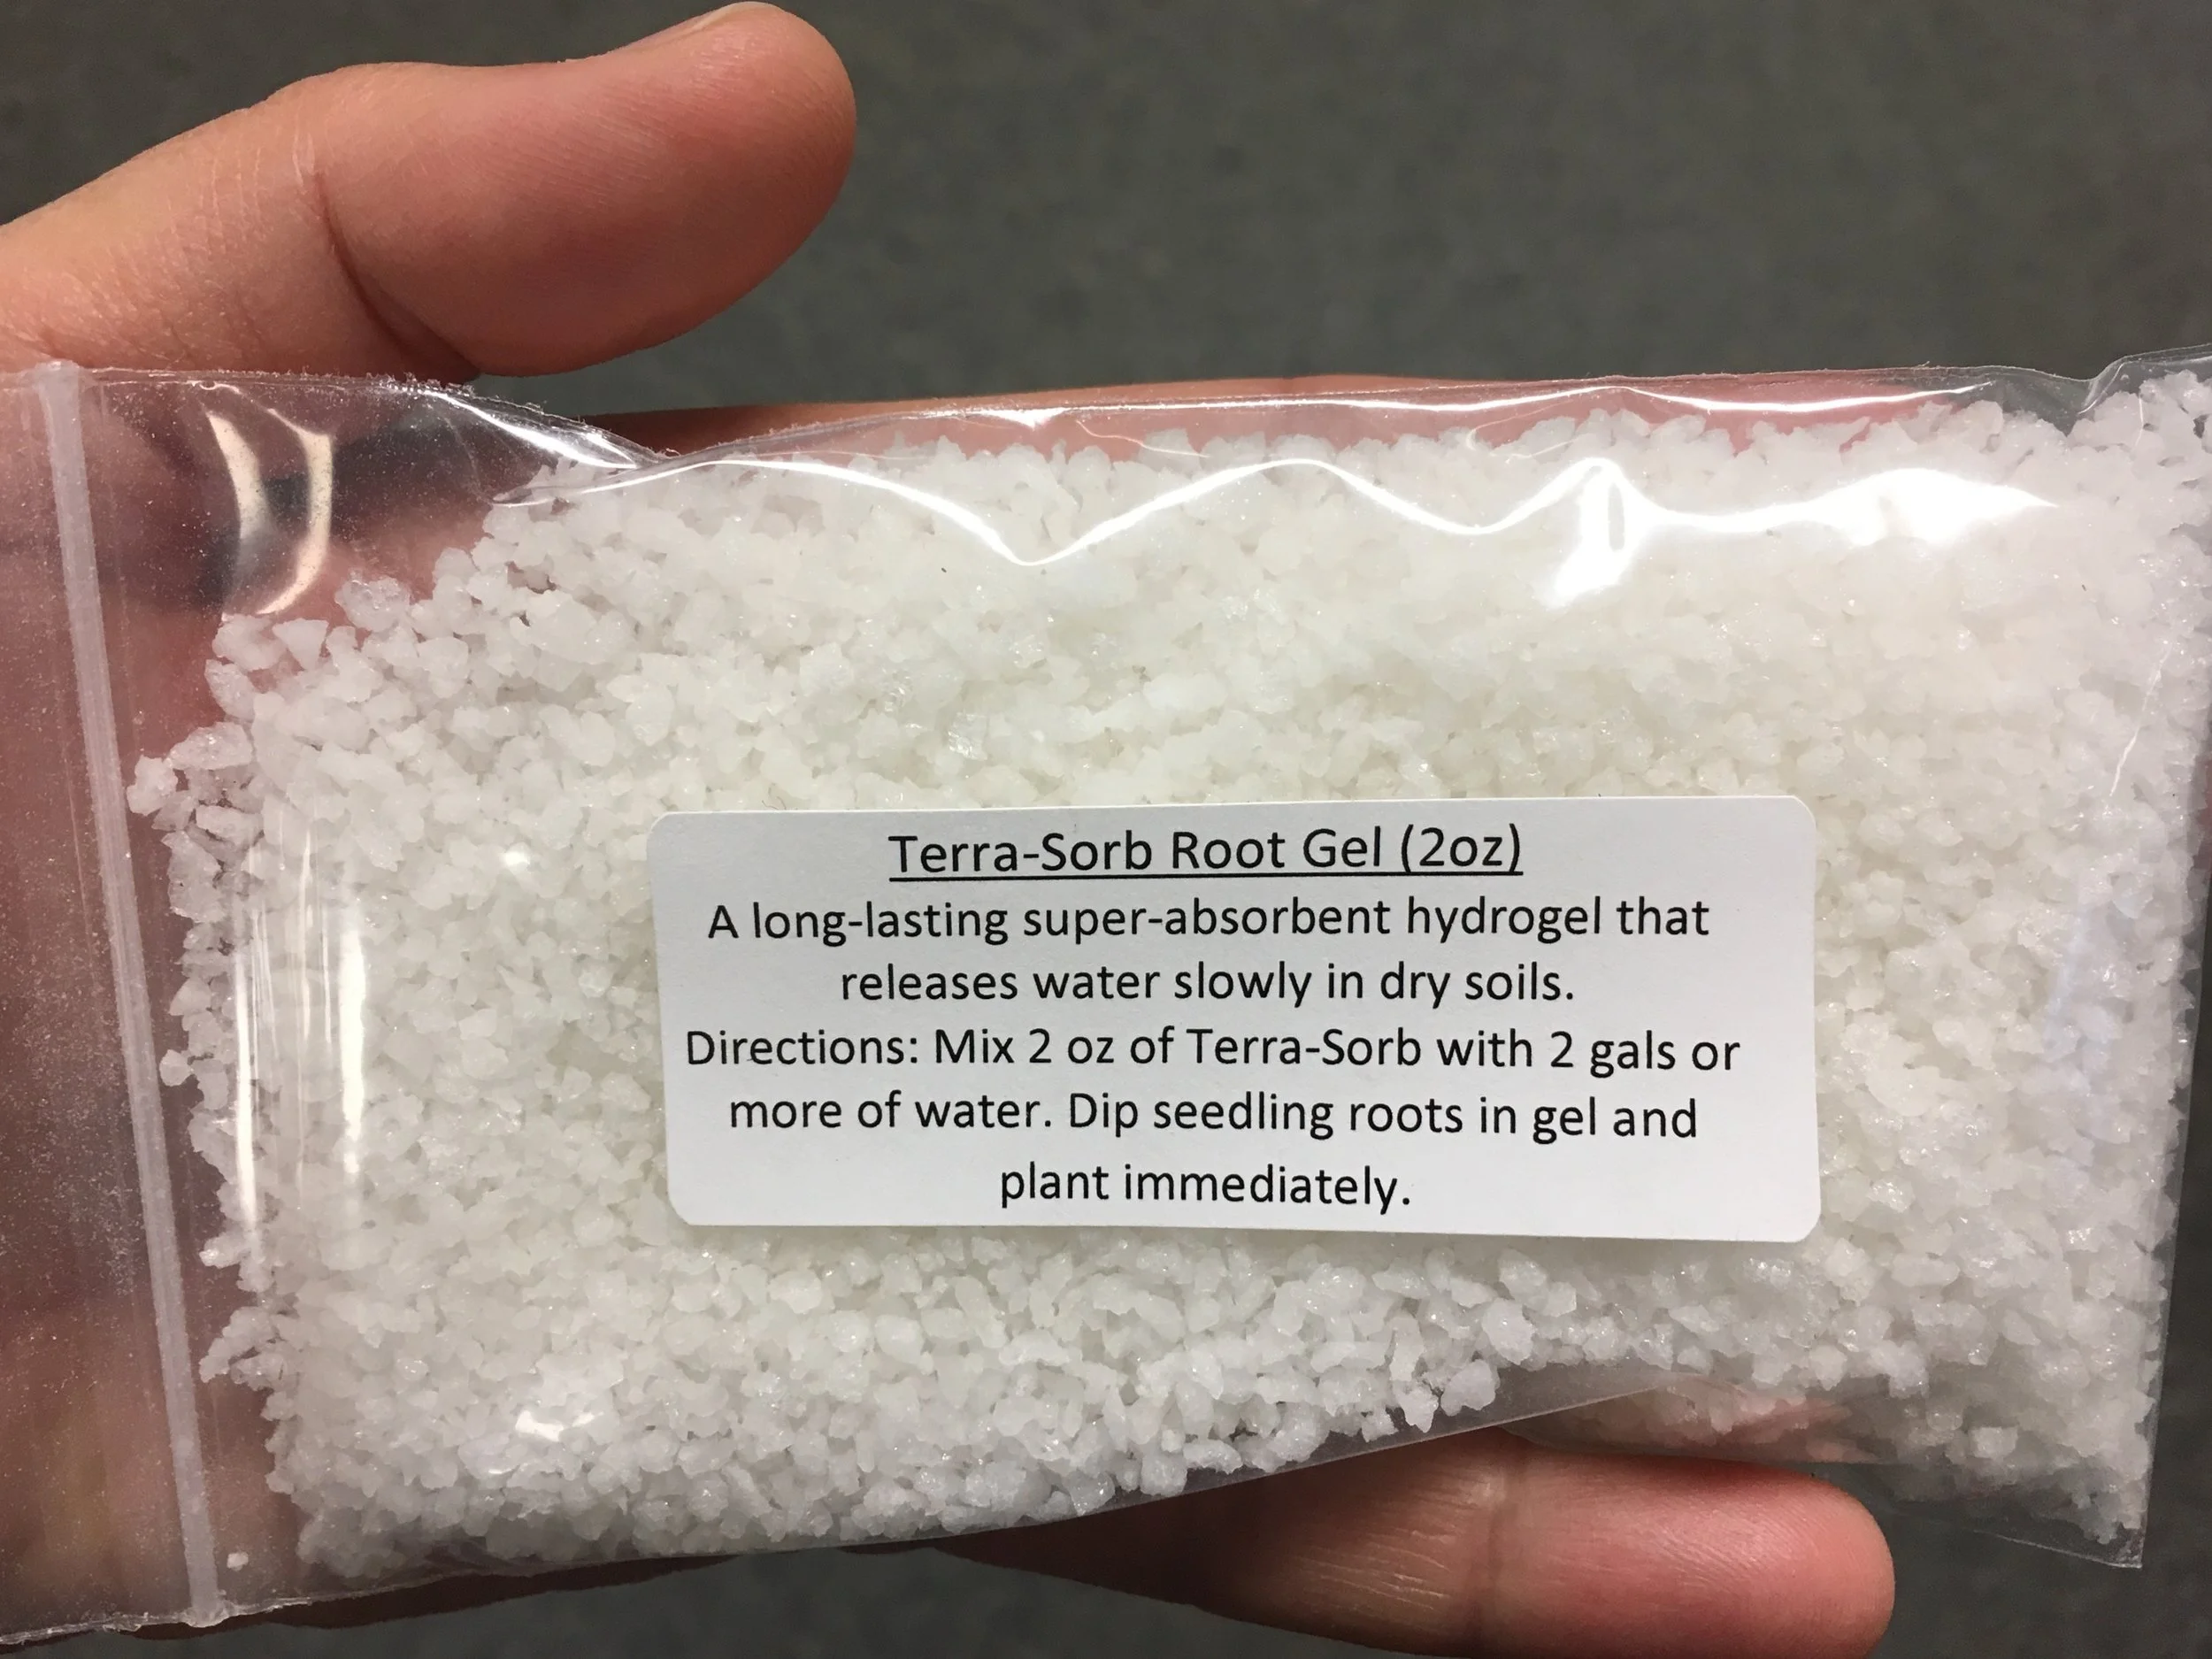 Terra-Sorb Root Gel (2oz)
A long-lasting super-absorbent hydrogel that
releases water slowly in dry soils.
Directions: Mix 2 oz of Terra-Sorb with 2 gals or
more of water. Dip seedling roots in gel and
plant immediately.